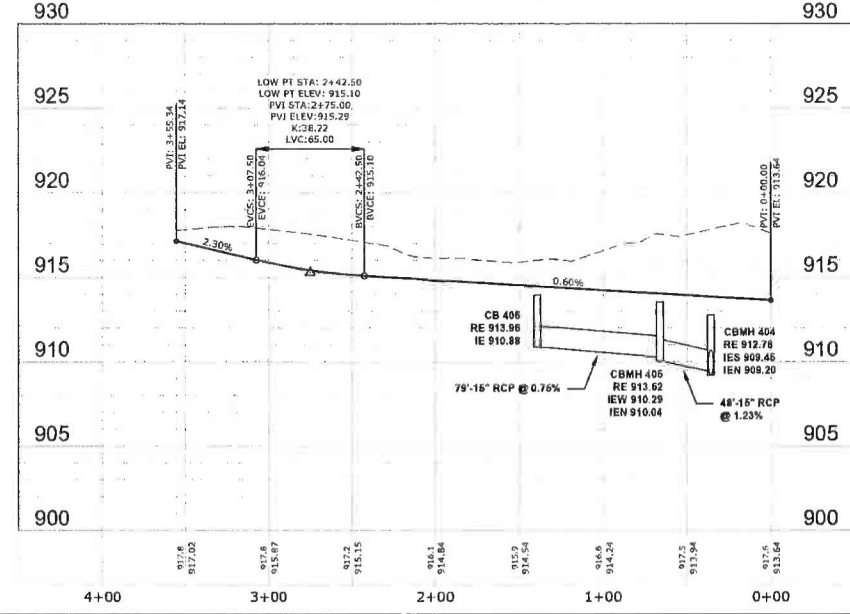 930
930
LOW PT STA: 2+42.50
LOW PT ELEV: 915.10
PVI STA:2+75.00
PVI ELEV:915.29
K:38.22
LVC:65.00
925
925
PVI: 3+55.34
PVI EL: 917.14
EVCS: 3+07.50
EVCE: 916.04
BVCS: 2+42.50
BVCE: 915.10
PVI: 0+00.00
PVI EL: 913.64
920
920
2.30%
915
915
0.60%
CB 406
RE 913.96
IE 910.88
CBMH 404
RE 912.78
IES 909.45
IEN 909.20
910
910
CBMH 405
RE 913.62
IEW 910.29
IEN 910.04
79'-15" RCP @ 0.75%
48'-15" RCP
@ 1.23%
905
905
900
900
917.8
917.02
917.8
915.87
917.2
915.15
916.1
914.84
915.9
914.54
916.6
914.24
917.5
913.94
917.6
913.64
4+00
3+00
2+00
1+00
0+00